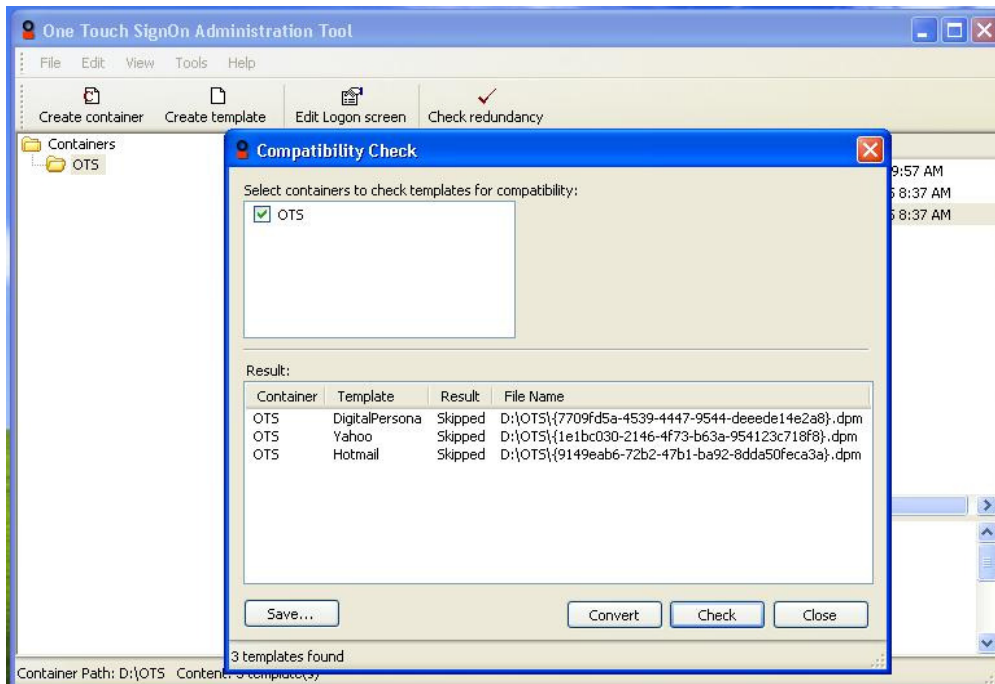 One Touch SignOn Administration Tool
File Edit View Tools Help
Create container Create template Edit Logon screen Check redundancy
Containers
OTS
9:57 AM
8:37 AM
8:37 AM
Compatibility Check
Select containers to check templates for compatibility:
OTS
Result:
Container Template Result File Name
OTS DigitalPersona Skipped D:\OTS\{7709fd5a-4539-4447-9544-deeede14e2a8}.dpm
OTS Yahoo Skipped D:\OTS\{1e1bc030-2146-4f73-b63a-954123c718f8}.dpm
OTS Hotmail Skipped D:\OTS\{9149eab6-72b2-47b1-ba92-8dda50feca3a}.dpm
Save... Convert Check Close
3 templates found
Container Path: D:\OTS Content: 3 template(s)